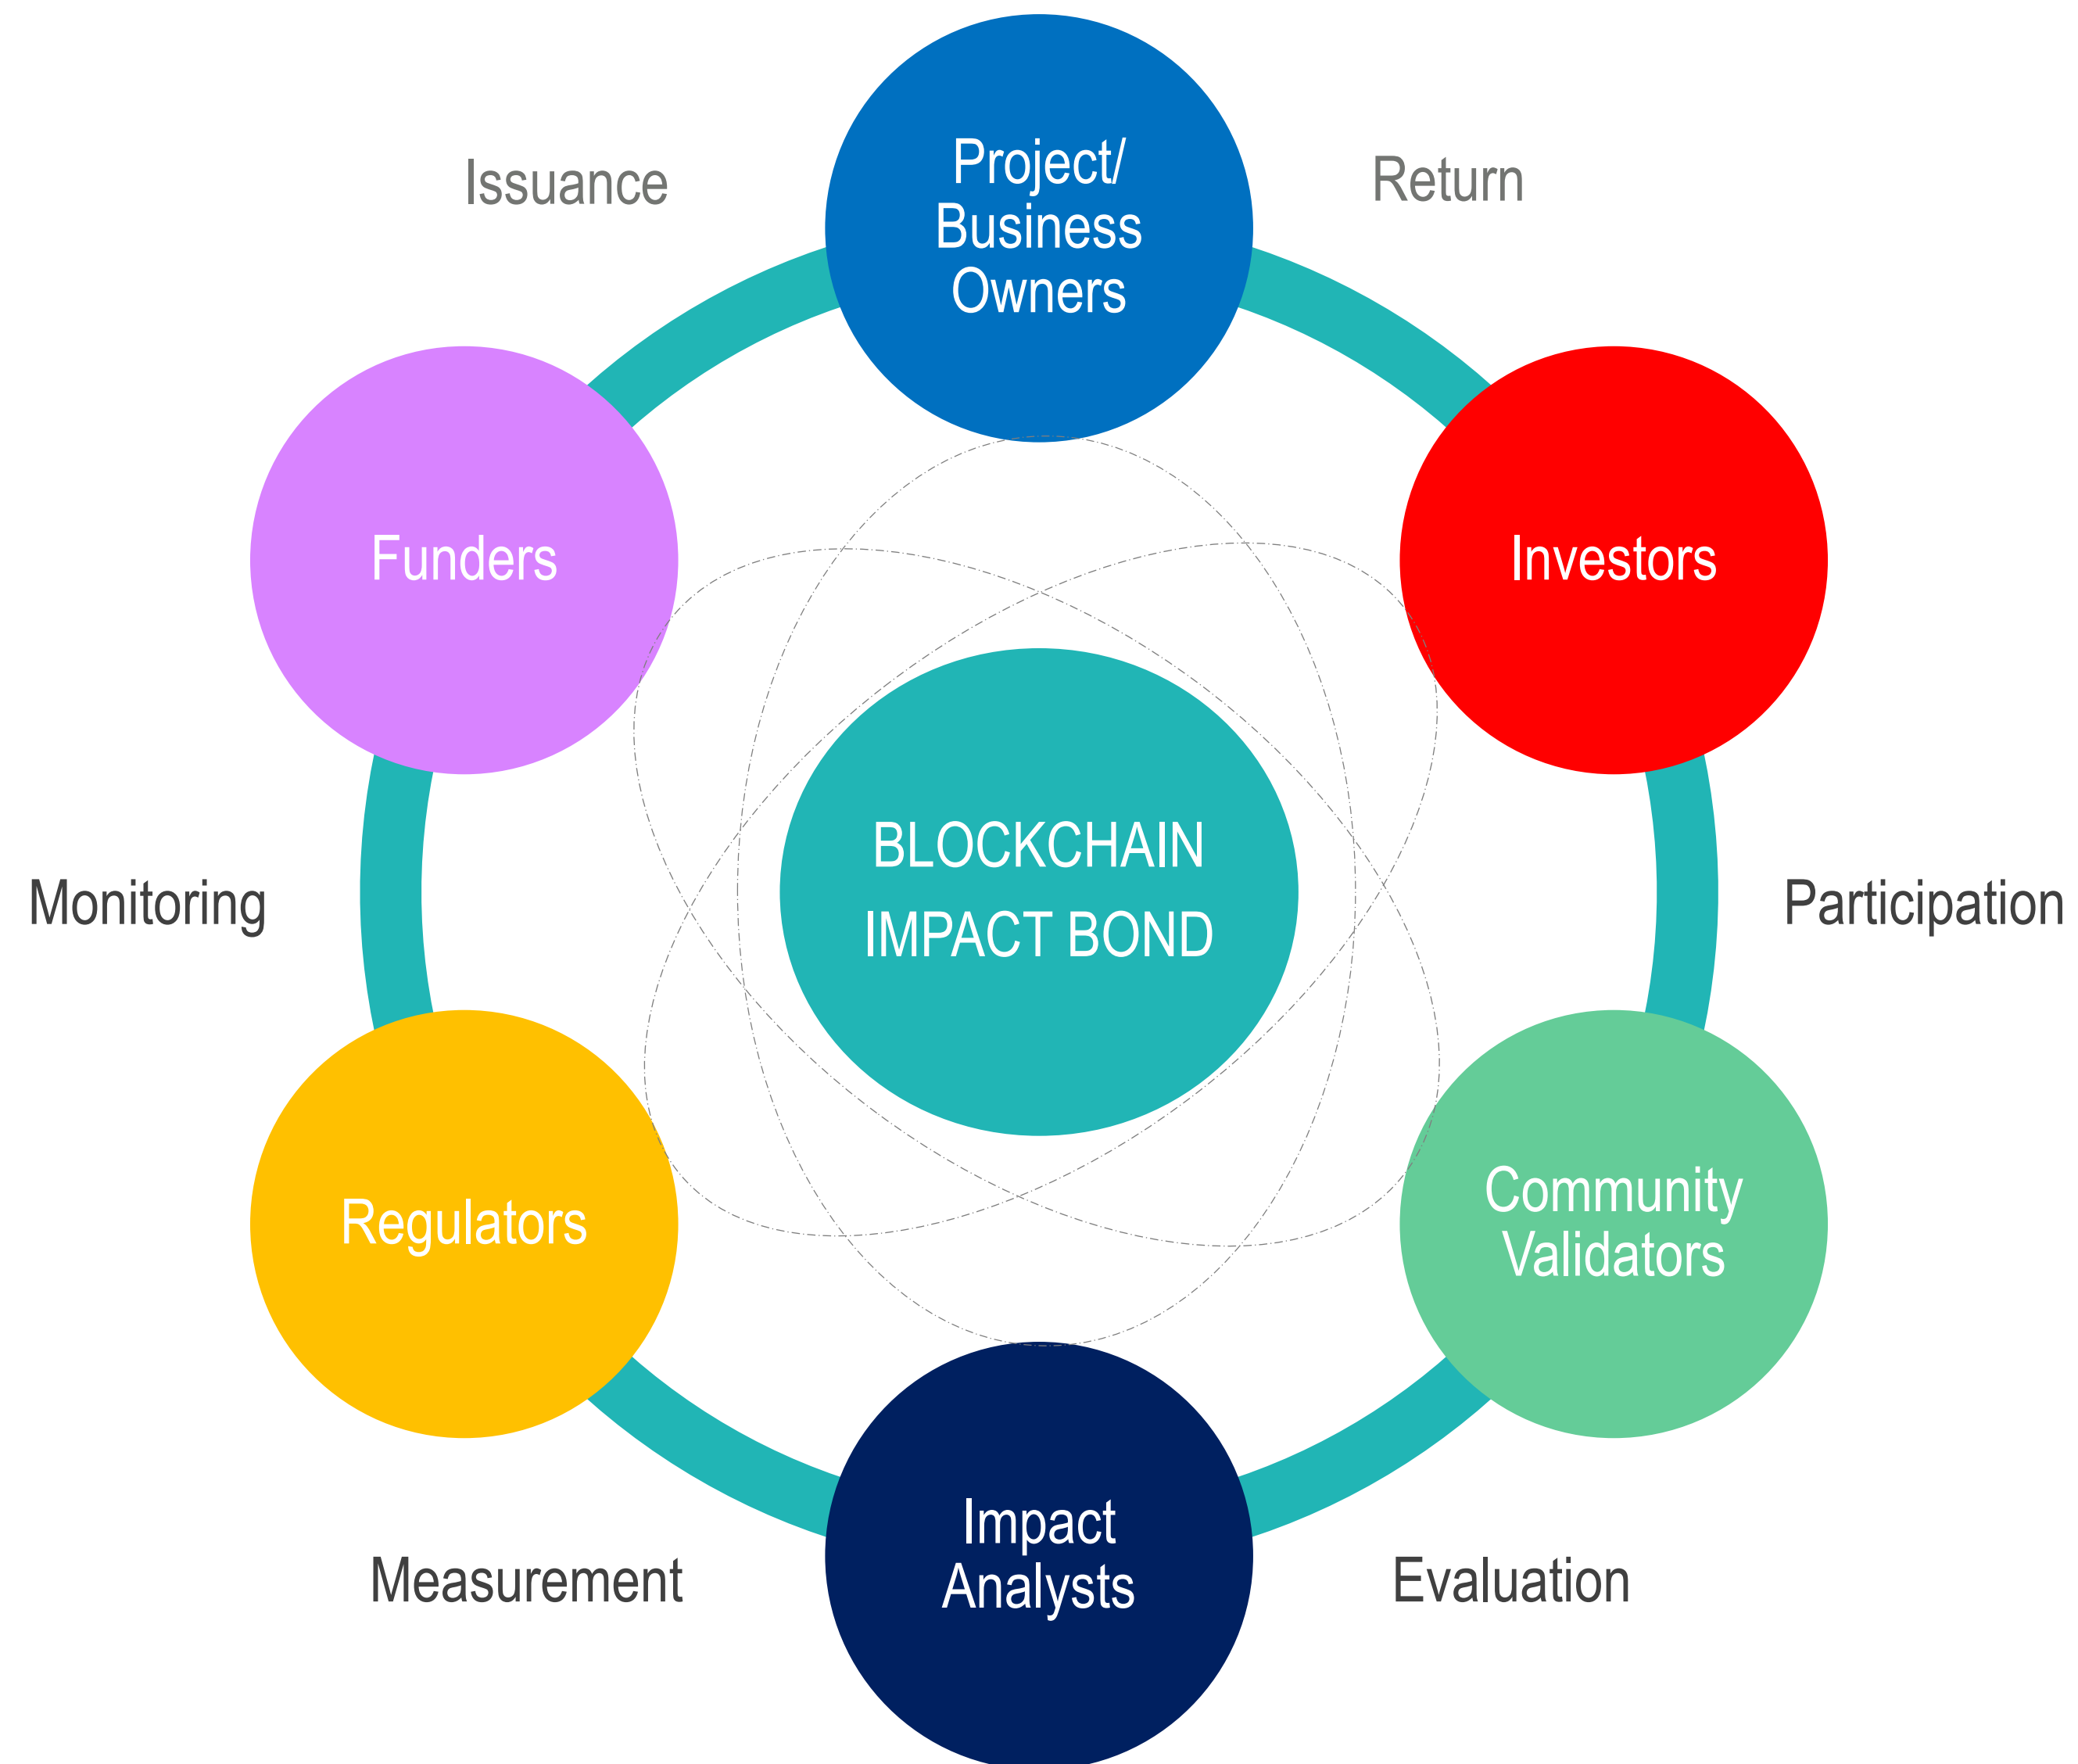 Issuance
Return
Project/
Business
Owners
Funders
Investors
BLOCKCHAIN
IMPACT BOND
Monitoring
Participation
Regulators
Community
Validators
Impact
Analysts
Measurement
Evaluation